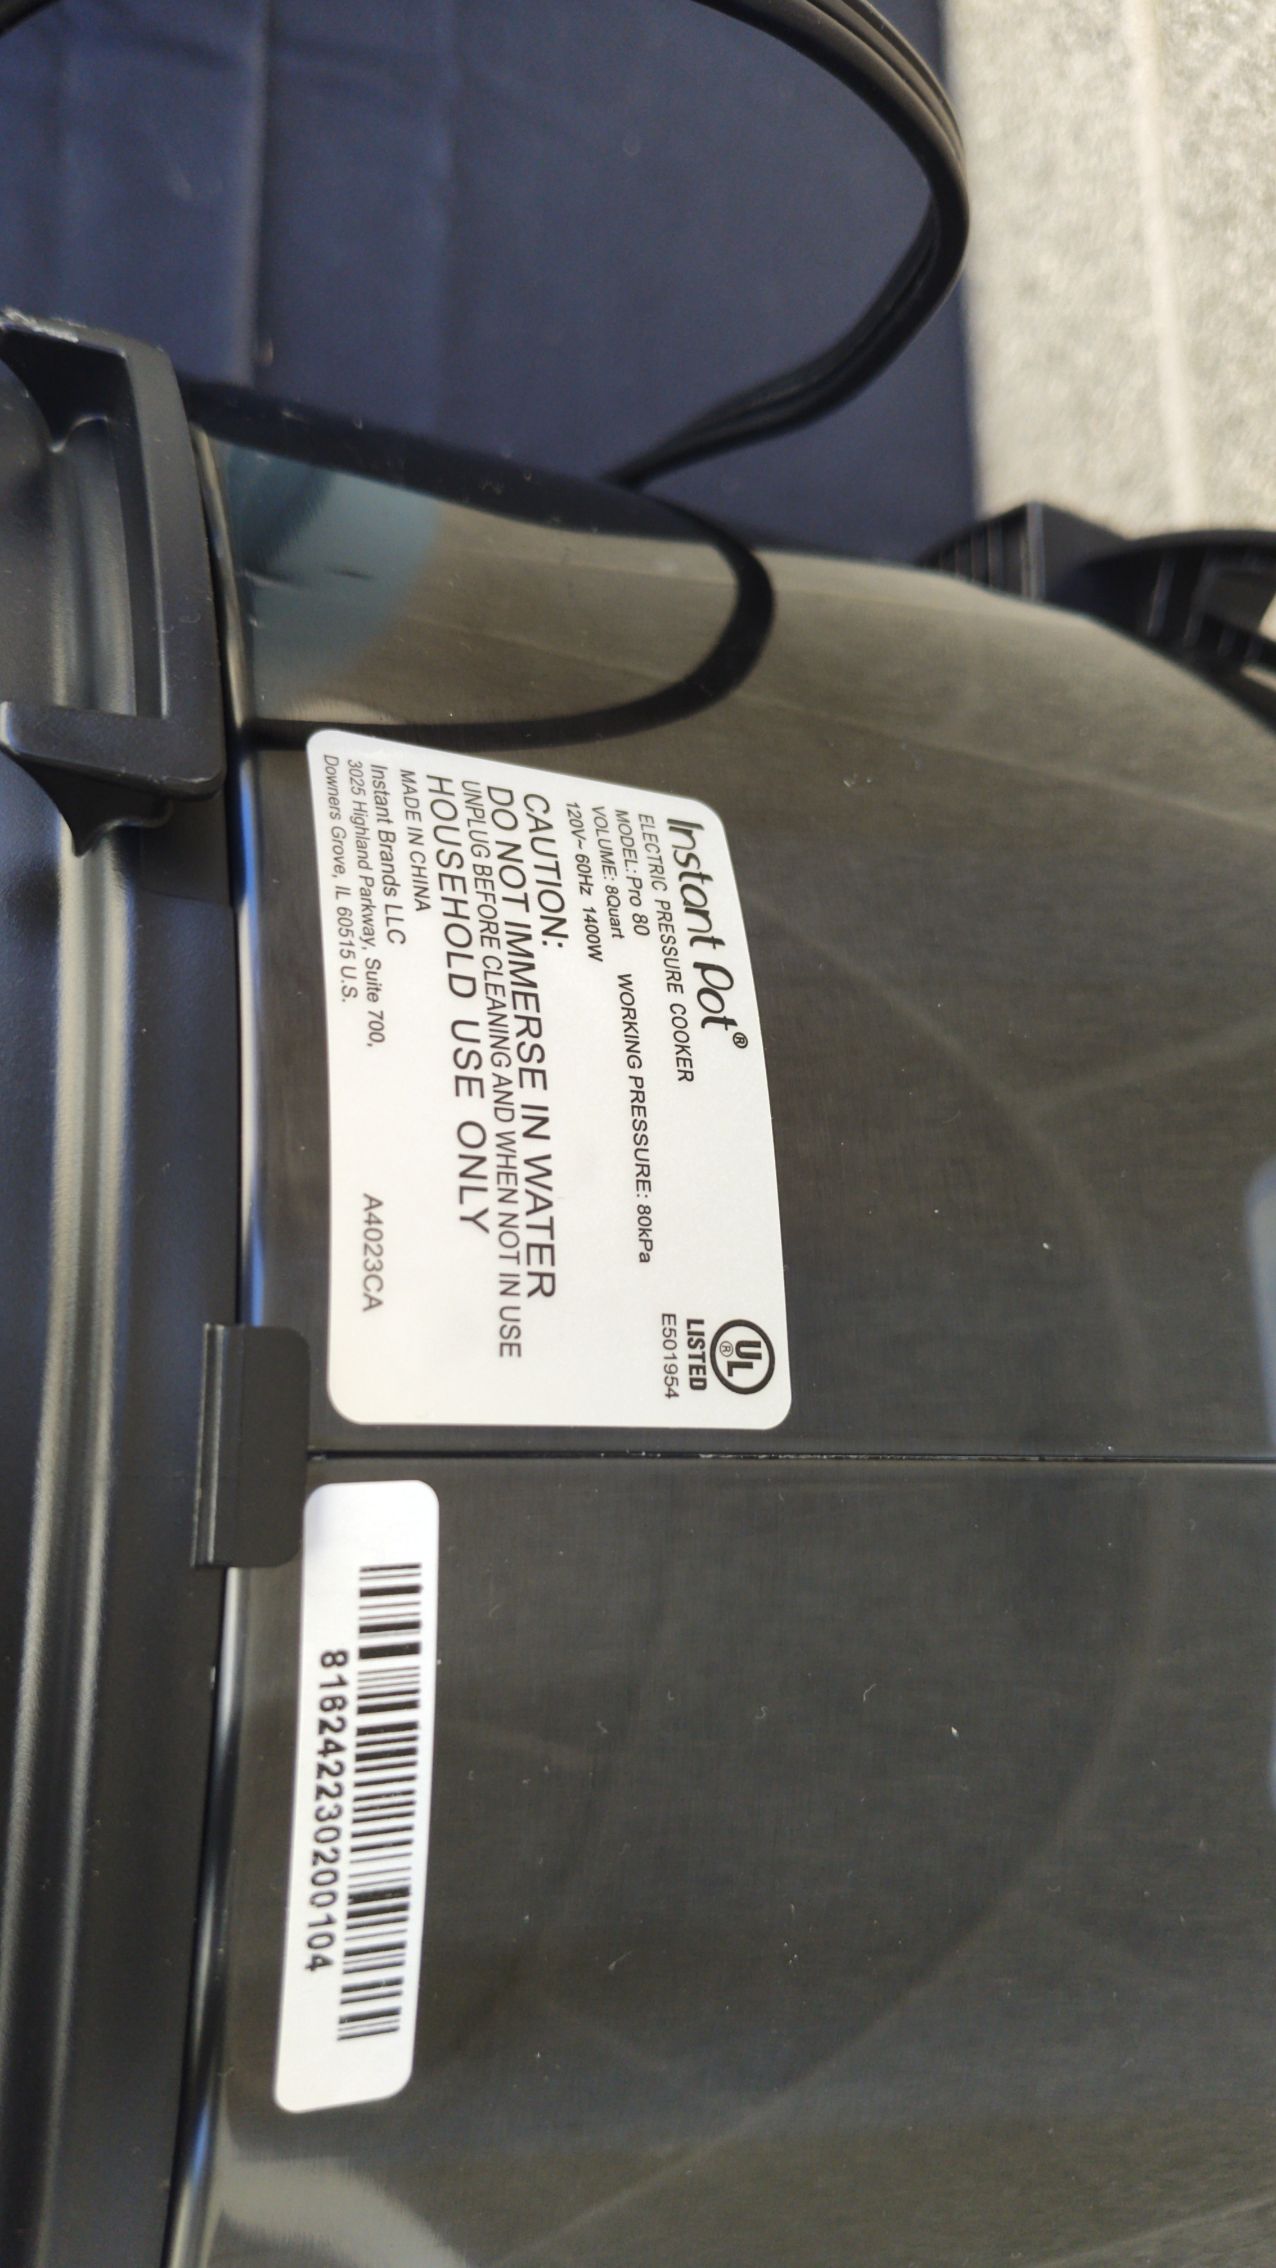 Instant Pot®
ELECTRIC PRESSURE COOKER
MODEL: Pro 80
VOLUME: 8Quart WORKING PRESSURE: 80kPa
120V~ 60Hz 1400W
UL ®
LISTED
E501954
CAUTION:
DO NOT IMMERSE IN WATER
UNPLUG BEFORE CLEANING AND WHEN NOT IN USE
HOUSEHOLD USE ONLY
MADE IN CHINA
Instant Brands LLC
3025 Highland Parkway, Suite 700,
Downers Grove, IL 60515 U.S.
A4023CA
816242230200104